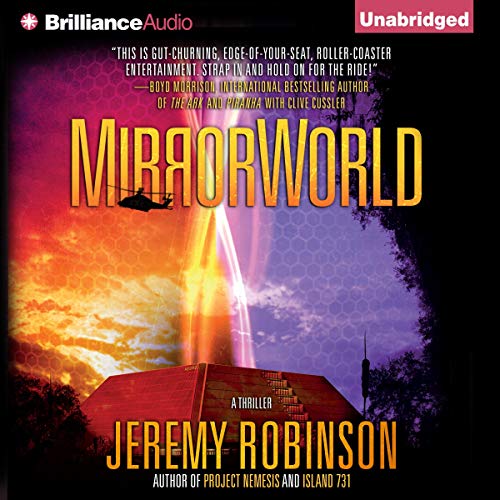 BrillianceAudio
Unabridged
"THIS IS GUT-CHURNING, EDGE-OF-YOUR-SEAT, ROLLER-COASTER
ENTERTAINMENT. STRAP IN AND HOLD ON FOR THE RIDE!"
—BOYD MORRISON, INTERNATIONAL BESTSELLING AUTHOR
OF THE ARK AND PIRANHA WITH CLIVE CUSSLER
MIRRORWORLD
A THRILLER
JEREMY ROBINSON
AUTHOR OF PROJECT NEMESIS AND ISLAND 731